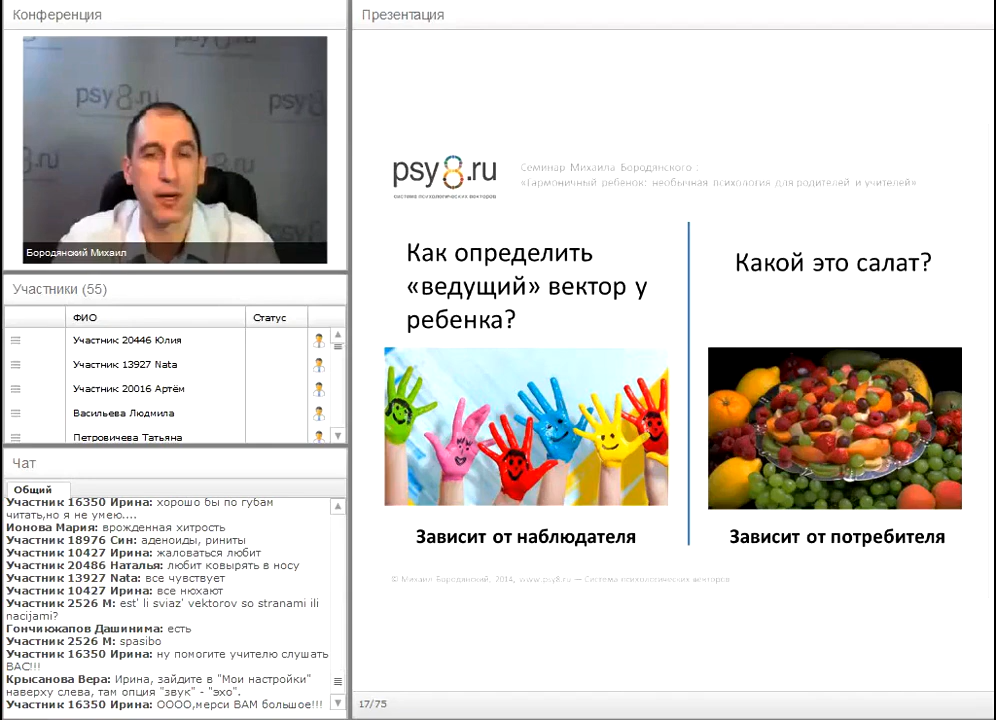 Конференция
psy8.ru
Бородянский Михаил
Участники (55)
ФИО
Статус
Участник 20446 Юлия
Участник 13927 Nata
Участник 20016 Артём
Васильева Людмила
Петровичева Татьяна
Чат
Общий
Участник 16350 Ирина: хорошо бы по губам
читать,но я не умею....
Ионова Мария: врожденная хитрость
Участник 18976 Син: аденоиды, риниты
Участник 10427 Ирина: жаловаться любит
Участник 20486 Наталья: любит ковырять в носу
Участник 13927 Nata: все чувствует
Участник 10427 Ирина: все нюхают
Участник 2526 M: est' li sviaz' vektorov so stranami ili
nacijami?
Гончикжапов Дашинима: есть
Участник 2526 M: spasibo
Участник 16350 Ирина: ну помогите учителю слушать
ВАС!!!
Крысанова Вера: Ирина, зайдите в "Мои настройки"
наверху слева, там опция "звук" - "эхо".
Участник 16350 Ирина: ОООО,мерси ВАМ большое!!!
Презентация
psy8.ru
система психологических векторов
Семинар Михаила Бородянского :
«Гармоничный ребенок: необычная психология для родителей и учителей»
Как определить
«ведущий» вектор у
ребенка?
Зависит от наблюдателя
Какой это салат?
Зависит от потребителя
© Михаил Бородянский, 2014, www.psy8.ru — Система психологических векторов
17/75